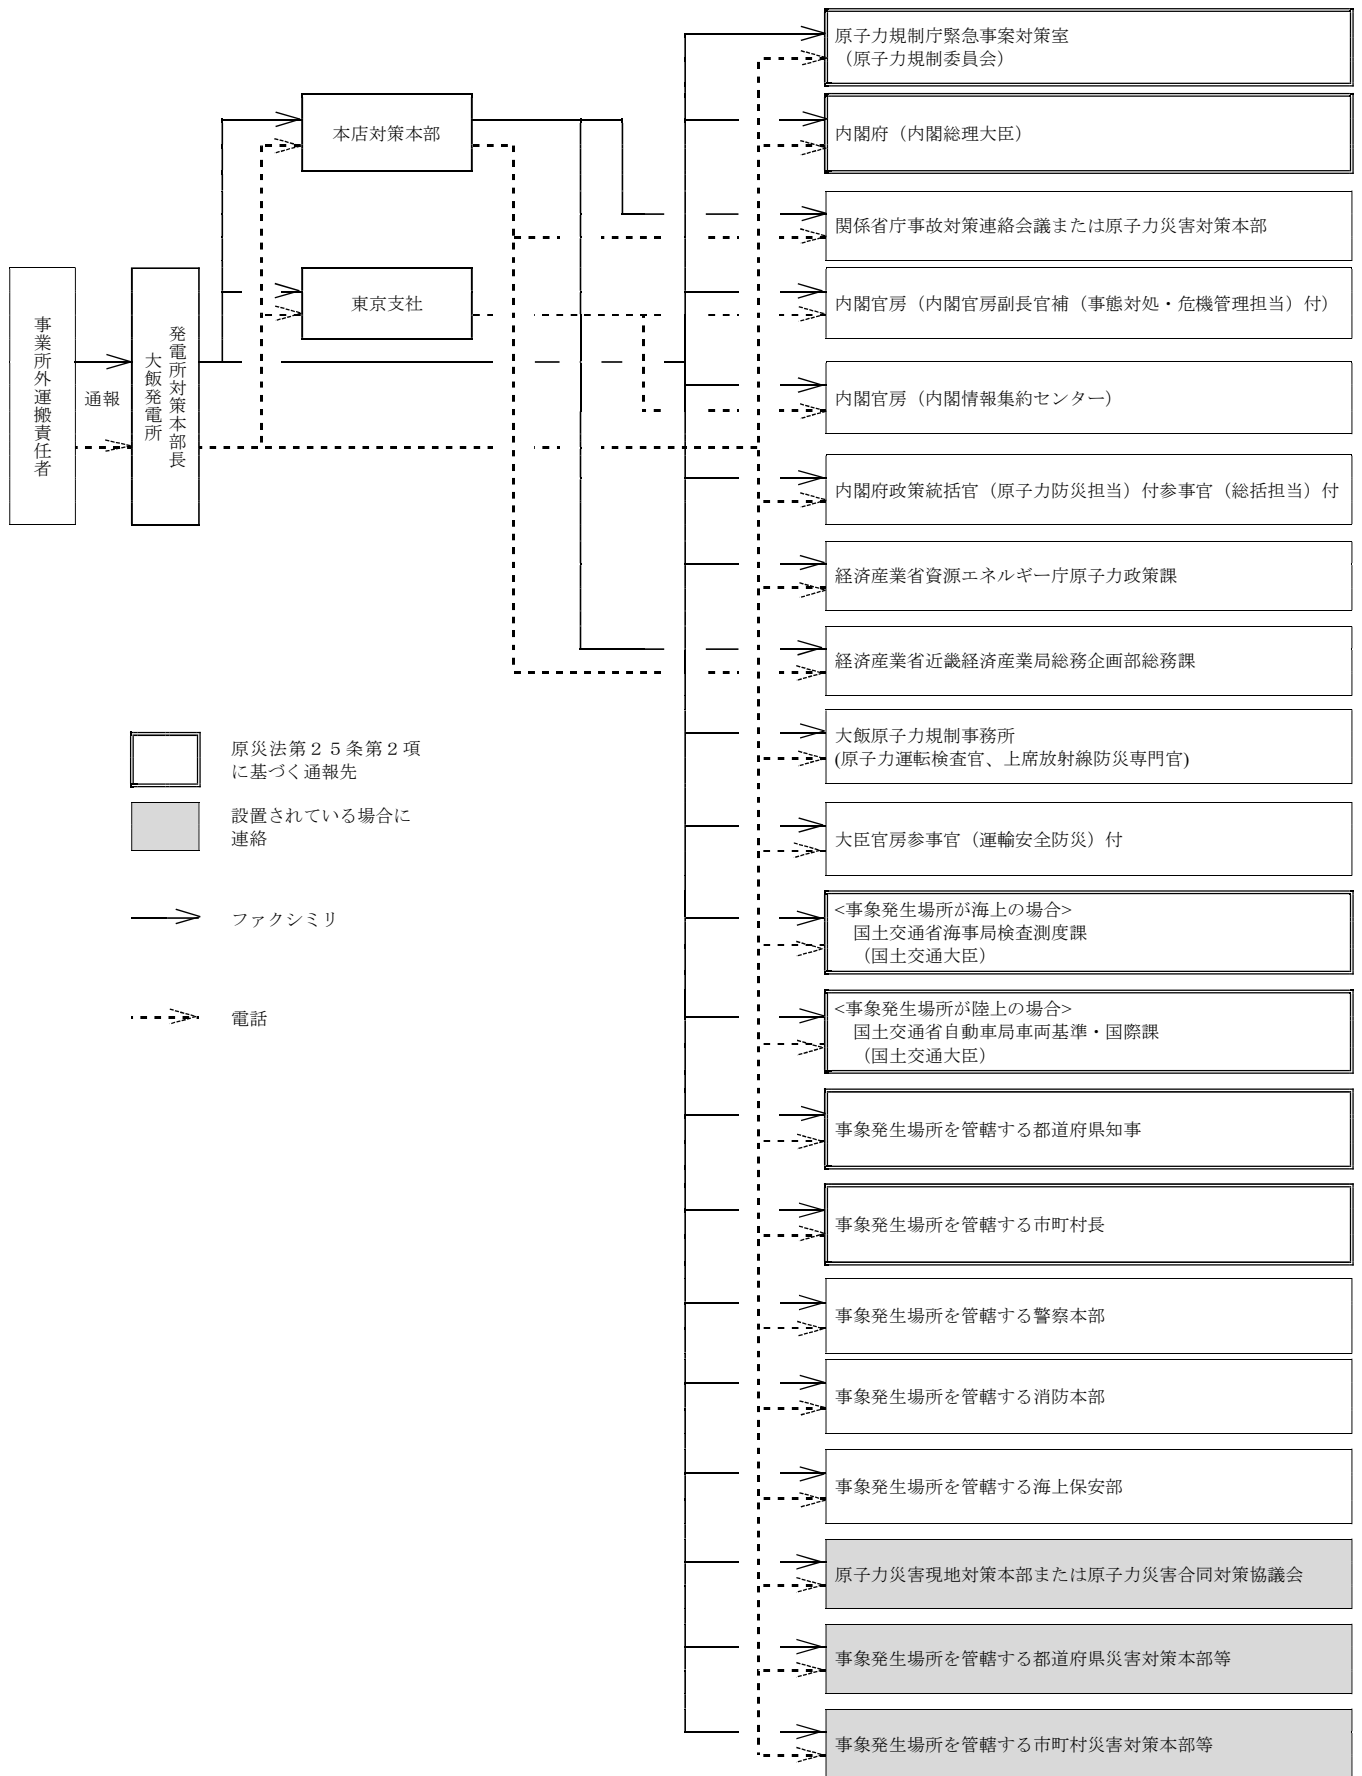 事業所外運搬責任者
通報
発電所対策本部長
大飯発電所
本店対策本部
東京支社
原子力規制庁緊急事案対策室
（原子力規制委員会）
内閣府（内閣総理大臣）
関係省庁事故対策連絡会議または原子力災害対策本部
内閣官房（内閣官房副長官補（事態対処・危機管理担当）付）
内閣官房（内閣情報集約センター）
内閣府政策統括官（原子力防災担当）付参事官（総括担当）付
経済産業省資源エネルギー庁原子力政策課
経済産業省近畿経済産業局総務企画部総務課
大飯原子力規制事務所
(原子力運転検査官、上席放射線防災専門官)
大臣官房参事官（運輸安全防災）付
<事象発生場所が海上の場合>
国土交通省海事局検査測度課
（国土交通大臣）
<事象発生場所が陸上の場合>
国土交通省自動車局車両基準・国際課
（国土交通大臣）
事象発生場所を管轄する都道府県知事
事象発生場所を管轄する市町村長
事象発生場所を管轄する警察本部
事象発生場所を管轄する消防本部
事象発生場所を管轄する海上保安部
原子力災害現地対策本部または原子力災害合同対策協議会
事象発生場所を管轄する都道府県災害対策本部等
事象発生場所を管轄する市町村災害対策本部等
原災法第２５条第２項
に基づく通報先
設置されている場合に
連絡
ファクシミリ
電話